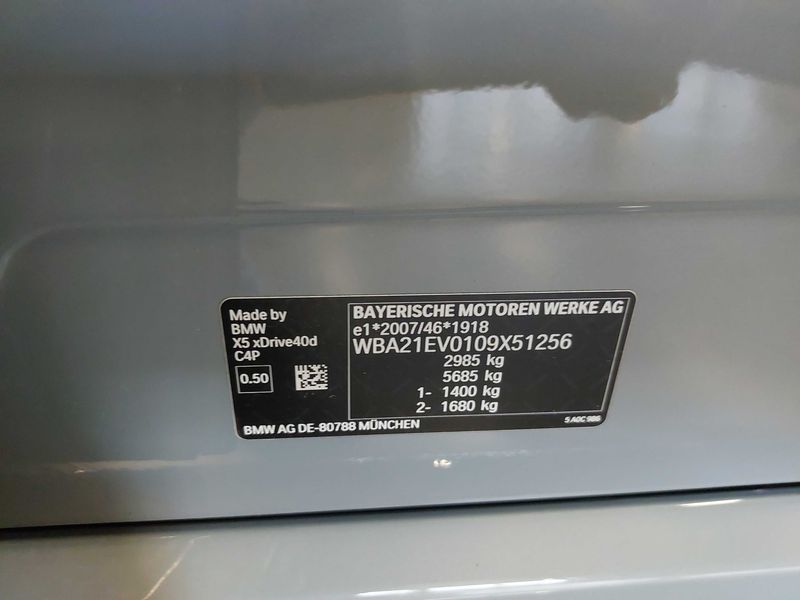 Made by
BMW
X5 xDrive40d
C4P
0.50
BAYERISCHE MOTOREN WERKE AG
e1*2007/46*1918
WBA21EV0109X51256
2985 kg
5685 kg
1- 1400 kg
2- 1680 kg
BMW AG DE-80788 MÜNCHEN
5 A0C 986